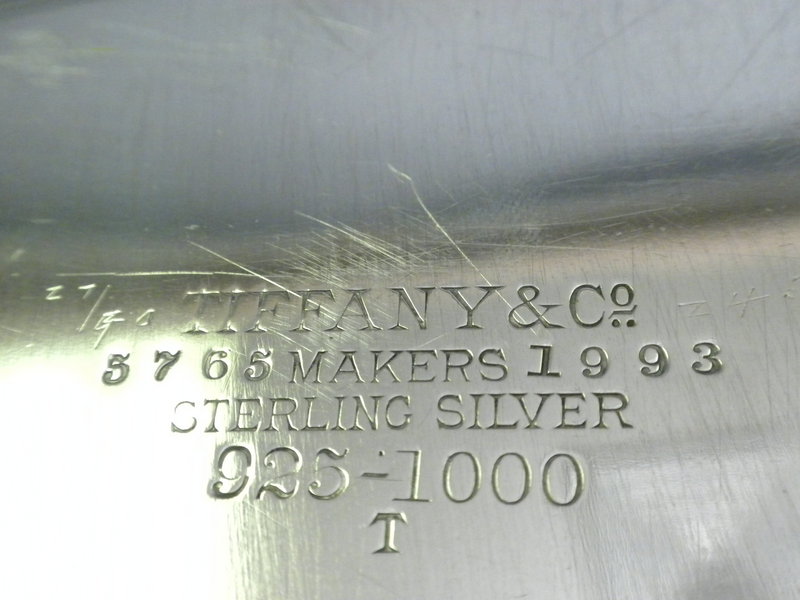 TIFFANY & Cº.
5765 MAKERS 1993
STERLING SILVER
925-1000
T